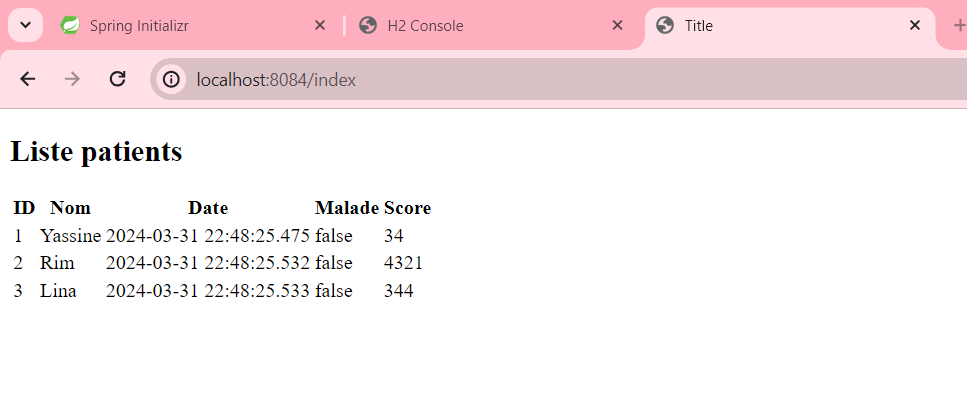 Spring Initializr H2 Console Title
localhost:8084/index
Liste patients
ID Nom Date Malade Score
1 Yassine 2024-03-31 22:48:25.475 false 34
2 Rim 2024-03-31 22:48:25.532 false 4321
3 Lina 2024-03-31 22:48:25.533 false 344